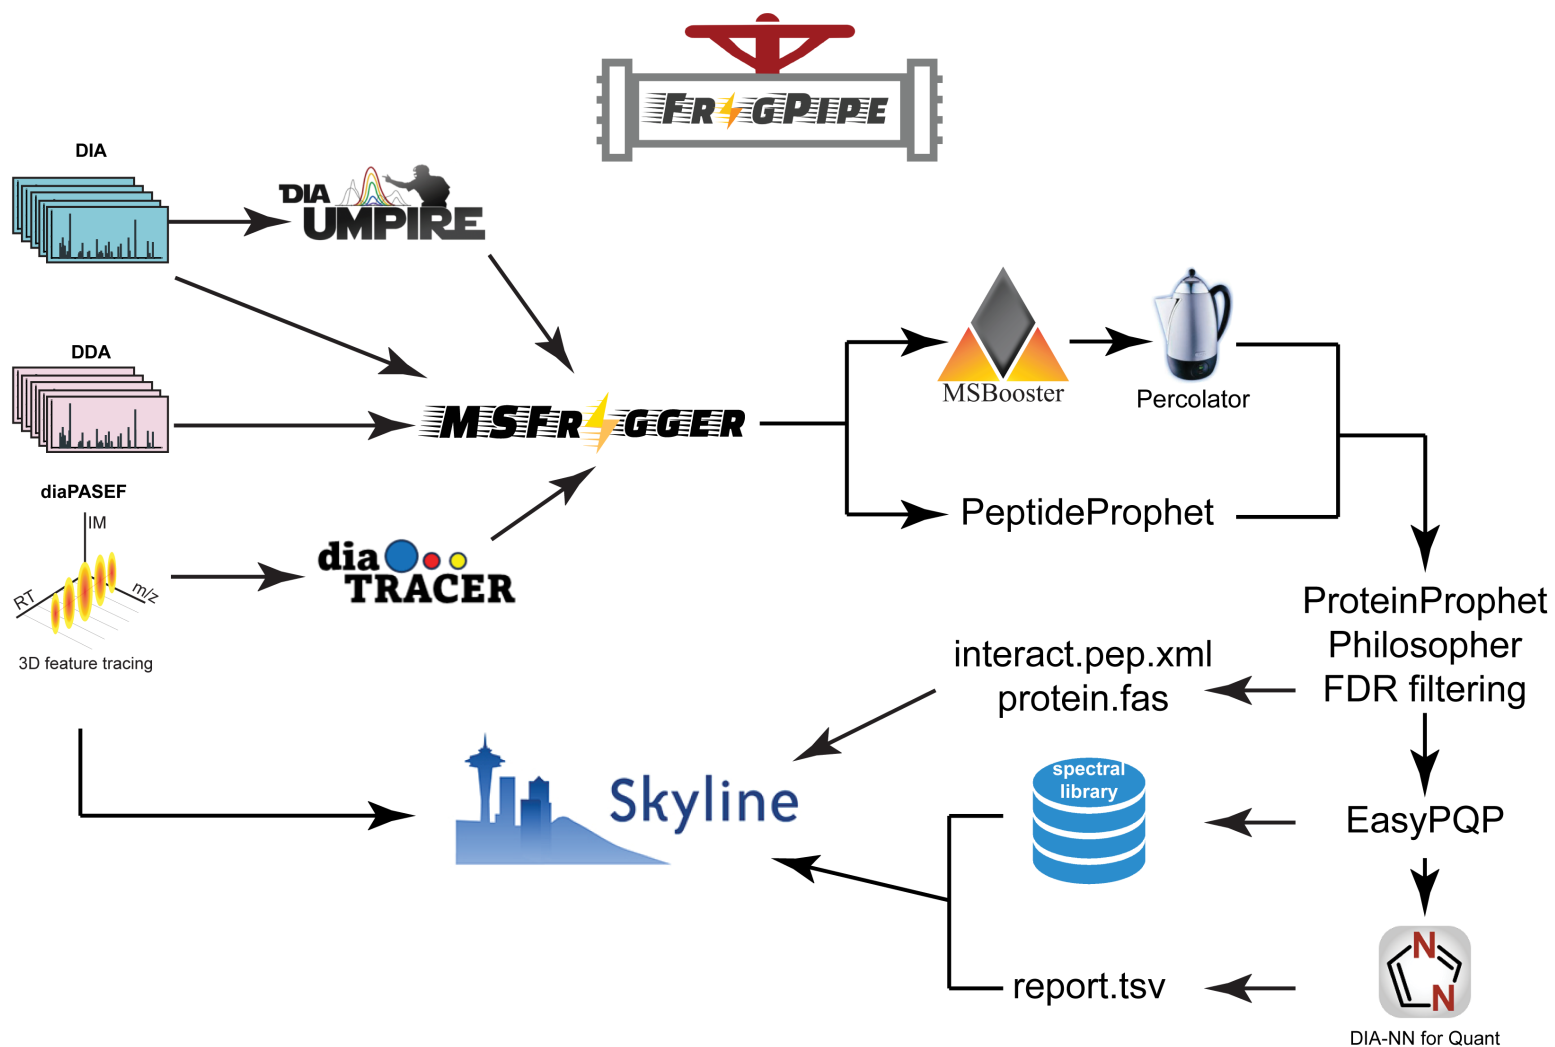 FRAGPIPE
DIA
DIA
UMPIRE
DDA
MSFRAGGER
MSBooster
Percolator
diaPASEF
IM
RT
m/z
3D feature tracing
dia
TRACER
PeptideProphet
ProteinProphet
Philosopher
FDR filtering
interact.pep.xml
protein.fas
Skyline
spectral
library
EasyPQP
report.tsv
N
N
DIA-NN for Quant